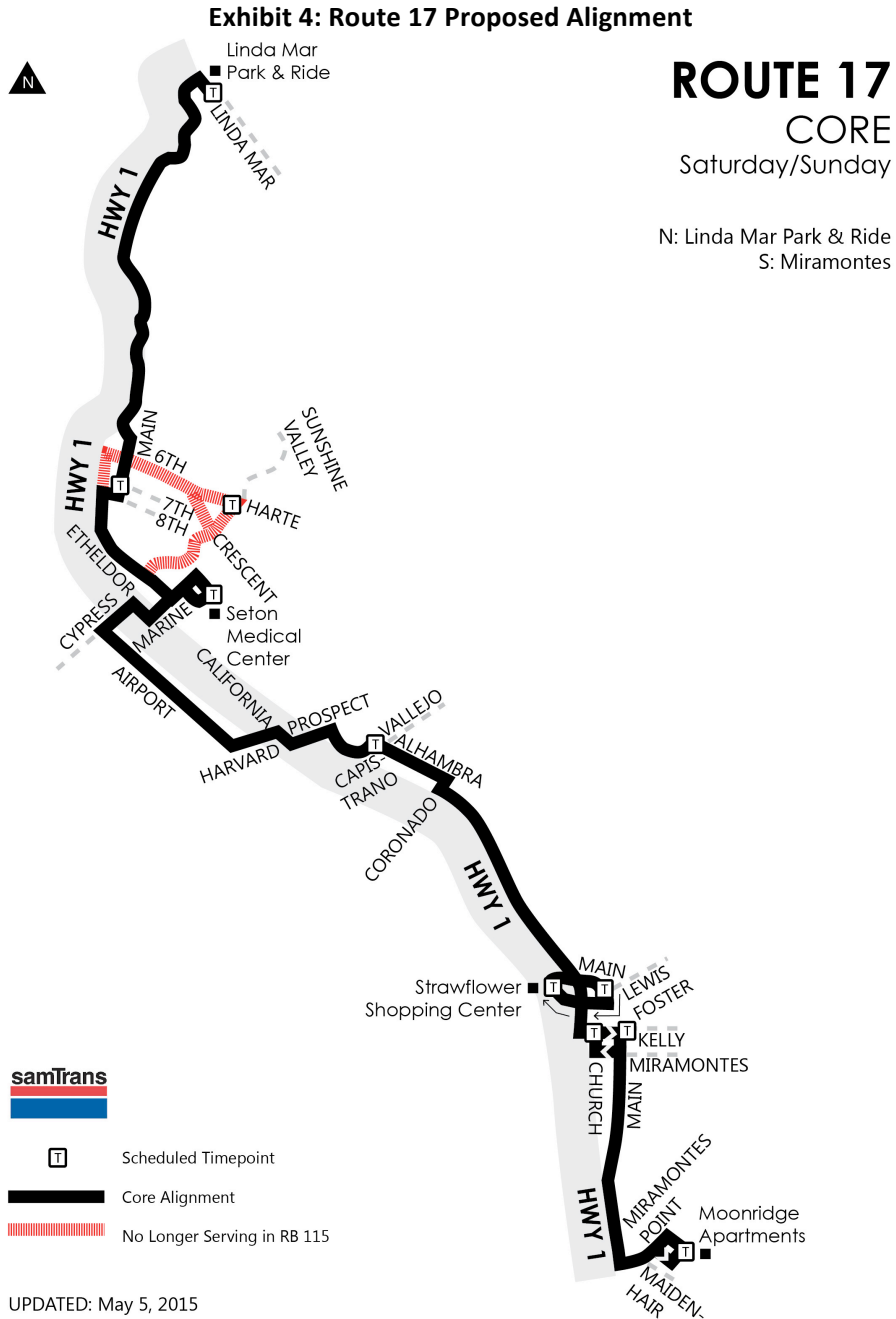 Exhibit 4: Route 17 Proposed Alignment
Linda Mar
Park & Ride
N
T
LINDA MAR
ROUTE 17
CORE
Saturday/Sunday
N: Linda Mar Park & Ride
S: Miramontes
HWY 1
MAIN
6TH
SUNSHINE
VALLEY
HWY 1
T
7TH
8TH
T
HARTE
CRESCENT
ETHELDOR
CYPRESS
MARINE
T
Seton
Medical
Center
AIRPORT
CALIFORNIA
HARVARD
PROSPECT
T
VALLEJO
CAPIS-
TRANO
ALHAMBRA
CORONADO
HWY 1
Strawflower
Shopping Center
T
MAIN
T
LEWIS
FOSTER
T
T
KELLY
MIRAMONTES
CHURCH
MAIN
HWY 1
MIRAMONTES
POINT
T
Moonridge
Apartments
MAIDEN-
HAIR
samTrans
T
Scheduled Timepoint
Core Alignment
No Longer Serving in RB 115
UPDATED: May 5, 2015